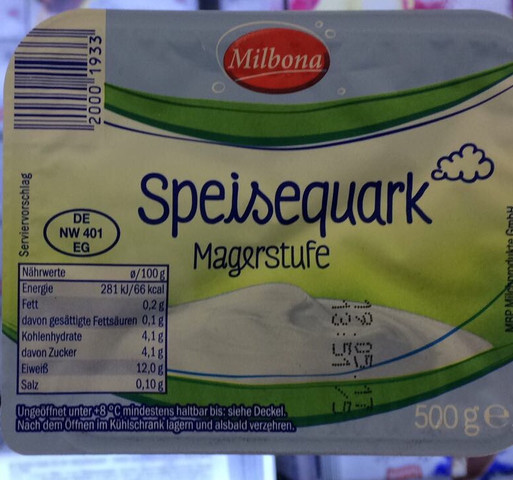 Milbona
2000 1933
Speisequark
Magerstufe
Serviervorschlag
DE
NW 401
EG
Nährwerte ø/100 g
Energie 281 kJ/66 kcal
Fett 0,2 g
davon gesättigte Fettsäuren 0,1 g
Kohlenhydrate 4,1 g
davon Zucker 4,1 g
Eiweiß 12,0 g
Salz 0,10 g
Ungeöffnet unter +8 °C mindestens haltbar bis: siehe Deckel.
Nach dem Öffnen im Kühlschrank lagern und alsbald verzehren.
500 g e
GmbH